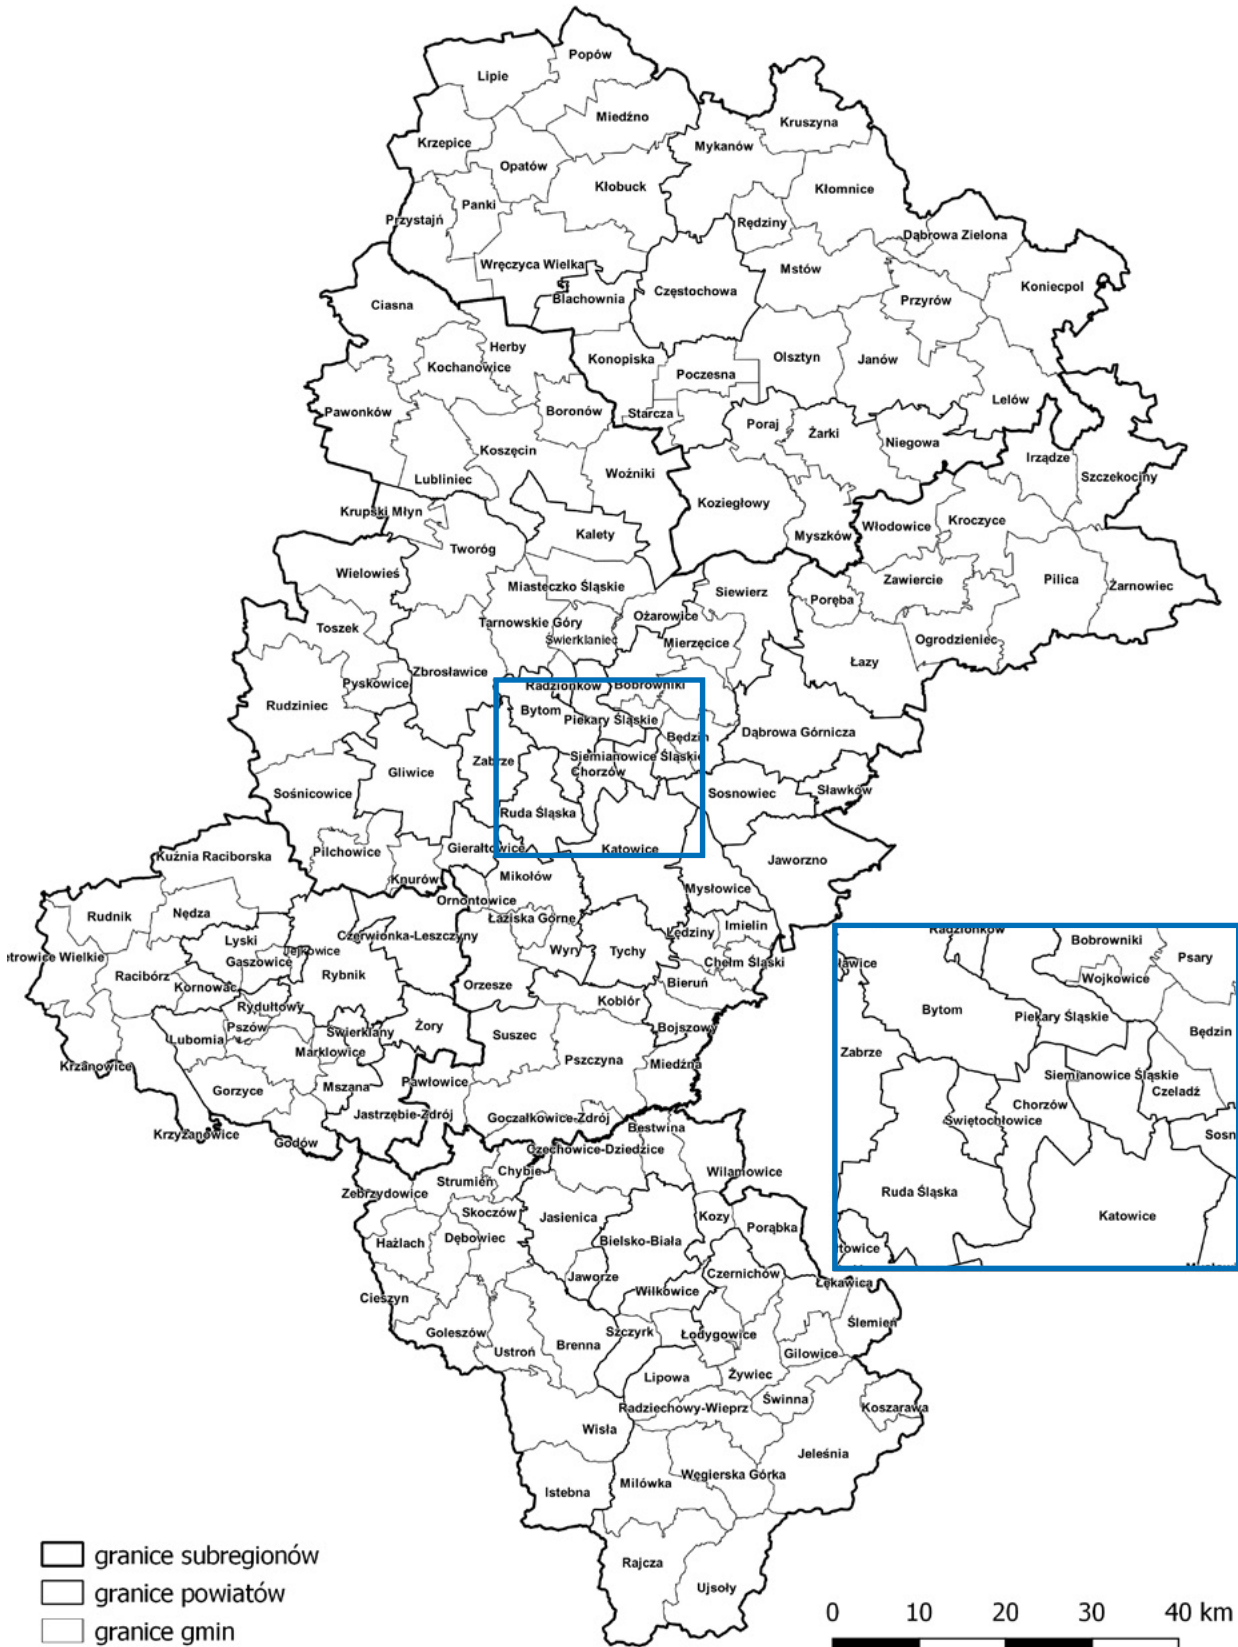 Popów
Lipie
Miedźno
Kruszyna
Krzepice
Mykanów
Opatów
Kłobuck
Kłomnice
Panki
Przystajń
Rędziny
Dąbrowa Zielona
Wręczyca Wielka
Mstów
Koniecpol
Częstochowa
Blachownia
Przyrów
Ciasna
Herby
Konopiska
Olsztyn
Janów
Kochanowice
Poczesna
Lelów
Pawonków
Boronów
Starcza
Poraj
Żarki
Niegowa
Koszęcin
Irządze
Woźniki
Lubliniec
Szczekociny
Koziegłowy
Krupski Młyn
Włodowice
Kroczyce
Kalety
Myszków
Tworóg
Wielowieś
Zawiercie
Pilica
Żarnowiec
Miasteczko Śląskie
Siewierz
Poręba
Ożarowice
Toszek
Tarnowskie Góry
Świerklaniec
Mierzęcice
Ogrodzieniec
Łazy
Zbrosławice
Pyskowice
Radzionków
Bobrowniki
Rudziniec
Bytom
Piekary Śląskie
Będzin
Dąbrowa Górnicza
Siemianowice Śląskie
Zabrze
Chorzów
Gliwice
Sośnicowice
Sosnowiec
Sławków
Ruda Śląska
Gierałtowice
Katowice
Pilchowice
Kuźnia Raciborska
Jaworzno
Knurów
Mikołów
Mysłowice
Ornontowice
Rudnik
Nędza
Łaziska Górne
Imielin
Lędziny
Lyski
Czerwionka-Leszczyny
Jejkowice
Wyry
Tychy
etrowice Wielkie
Gaszowice
Chełm Śląski
Racibórz
Rybnik
Kornowac
Orzesze
Bieruń
Kobiór
Rydułtowy
Pszów
Świerklany
Żory
Bojszowy
Lubomia
Suszec
Marklowice
Pszczyna
Miedźna
Krzanowice
Gorzyce
Mszana
Pawłowice
Jastrzębie-Zdrój
Goczałkowice-Zdrój
Krzyżanowice
Godów
Bestwina
Czechowice-Dziedzice
Chybie
Wilamowice
Strumień
Zebrzydowice
Skoczów
Jasienica
Kozy
Porąbka
Hażlach
Dębowiec
Bielsko-Biała
Jaworze
Czernichów
Łękawica
Wilkowice
Cieszyn
Ślemień
Goleszów
Szczyrk
Łodygowice
Brenna
Ustroń
Gilowice
Lipowa
Żywiec
Świnna
Radziechowy-Wieprz
Koszarawa
Wisła
Jeleśnia
Węgierska Górka
Milówka
Istebna
Rajcza
Ujsoły
Radzionków
Bobrowniki
Psary
ławice
Wojkowice
Bytom
Piekary Śląskie
Będzin
Zabrze
Siemianowice Śląskie
Czeladź
Chorzów
Świętochłowice
Sosn
Ruda Śląska
Katowice
towice
granice subregionów
granice powiatów
granice gmin
0 10 20 30 40 km